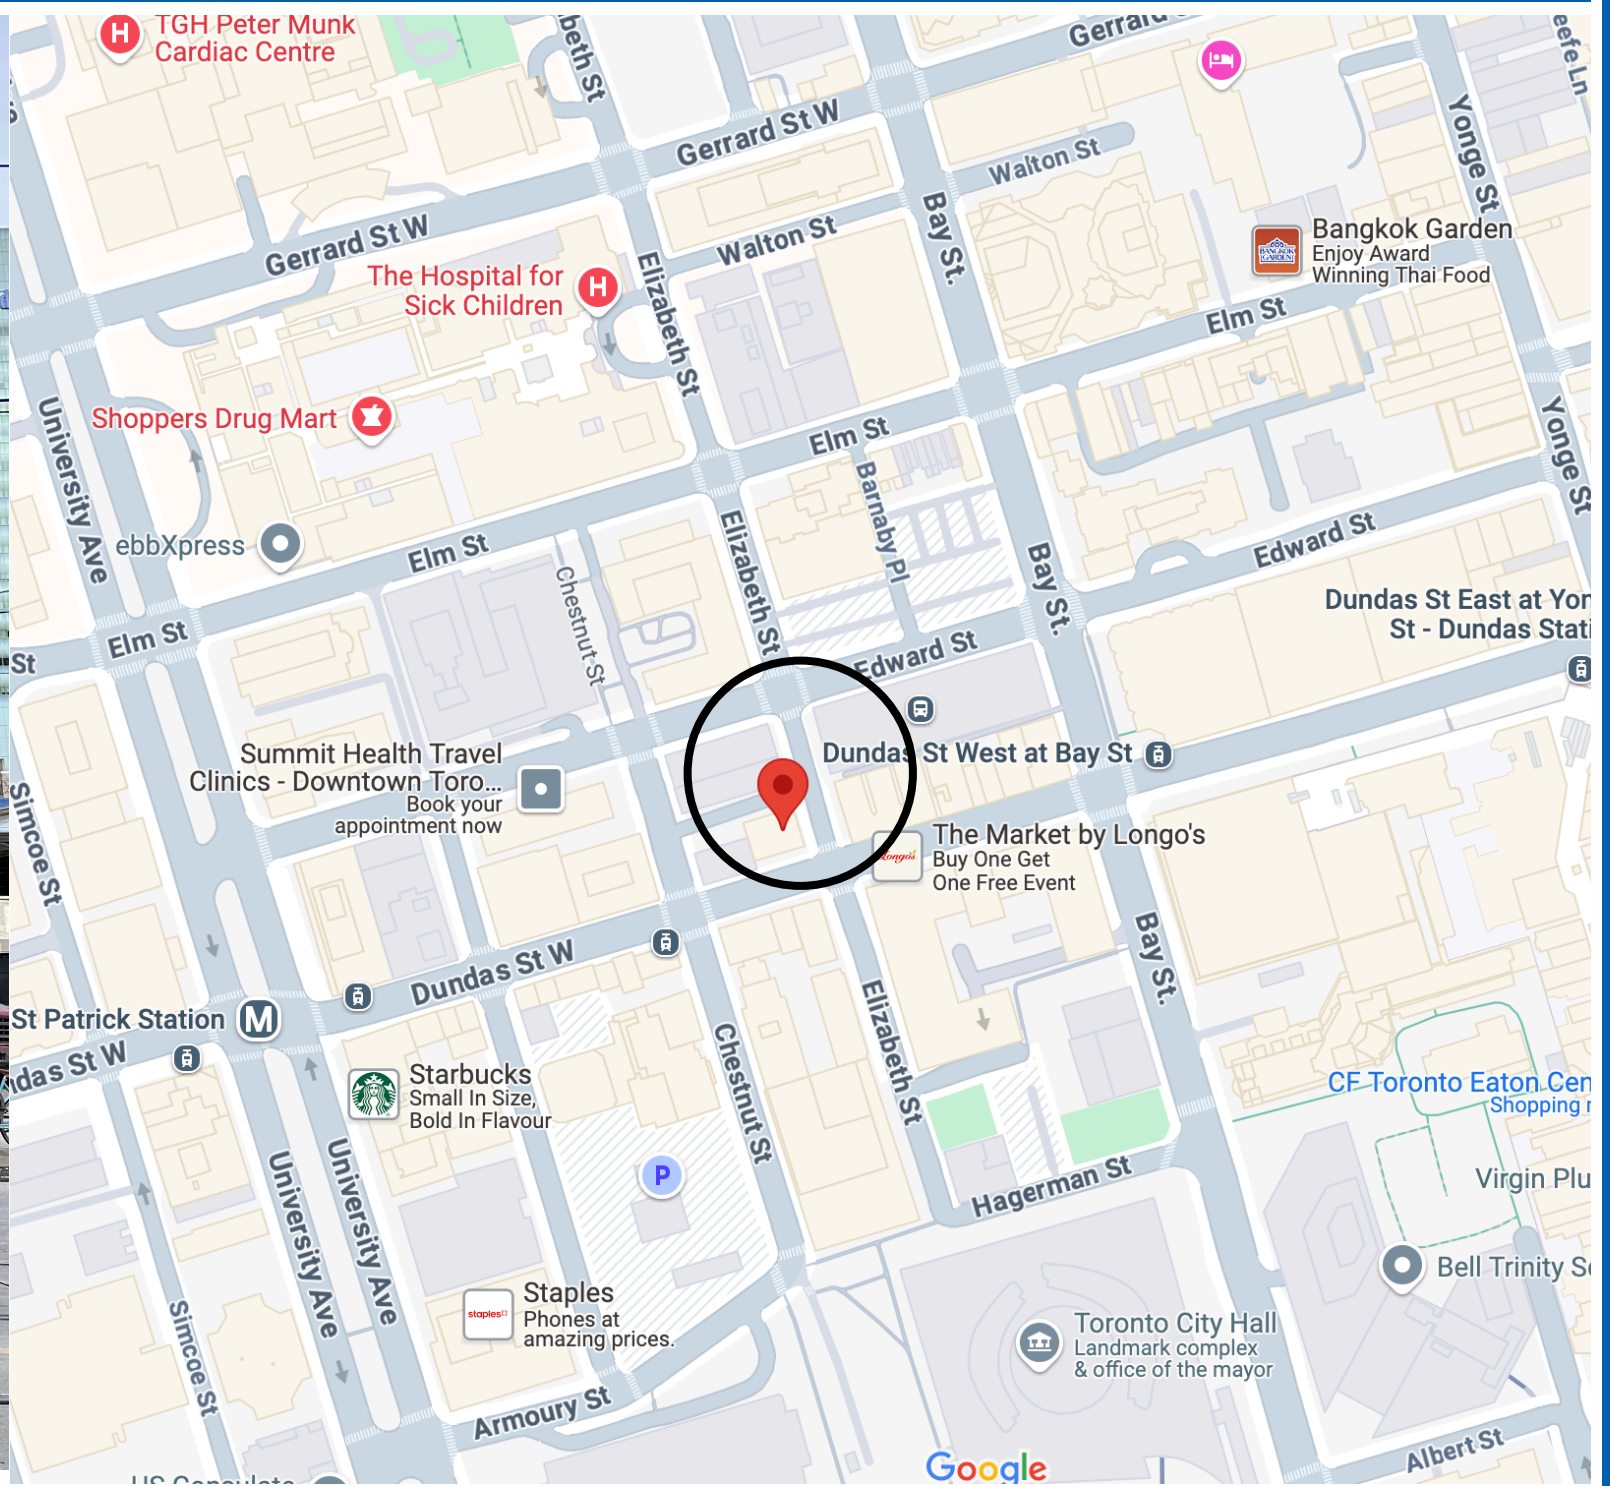 TGH Peter Munk
Cardiac Centre
Gerrard St W
Gerrard St W
Walton St
Walton St
Yonge St
Bay St.
Bangkok Garden
Enjoy Award
Winning Thai Food
BANGKOK
GARDEN
The Hospital for
Sick Children
H
H
Elizabeth St
Elm St
Shoppers Drug Mart
University Ave
Elm St
Barnaby Pl
Yonge St
Edward St
ebbXpress
Elm St
Chestnut St
Elizabeth St
Bay St.
Dundas St East at Yon
St - Dundas Stati
Elm St
St
Edward St
Summit Health Travel
Clinics - Downtown Toro...
Book your
appointment now
Dundas St West at Bay St
Simcoe St
The Market by Longo's
Buy One Get
One Free Event
Longo's
Dundas St W
Bay St.
St Patrick Station
M
das St W
Elizabeth St
Chestnut St
Starbucks
Small In Size,
Bold In Flavour
CF Toronto Eaton Cen
Shopping
P
Hagerman St
Virgin Plu
University Ave
University Ave
Bell Trinity S
Staples
Phones at
amazing prices.
staples
Simcoe St
Toronto City Hall
Landmark complex
& office of the mayor
Armoury St
Google
Albert St
US Consulate